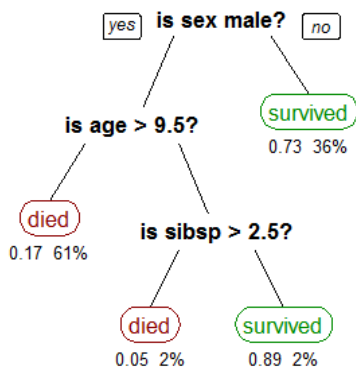 yes is sex male? no
is age > 9.5?
survived
0.73 36%
died
0.17 61%
is sibsp > 2.5?
died survived
0.05 2% 0.89 2%